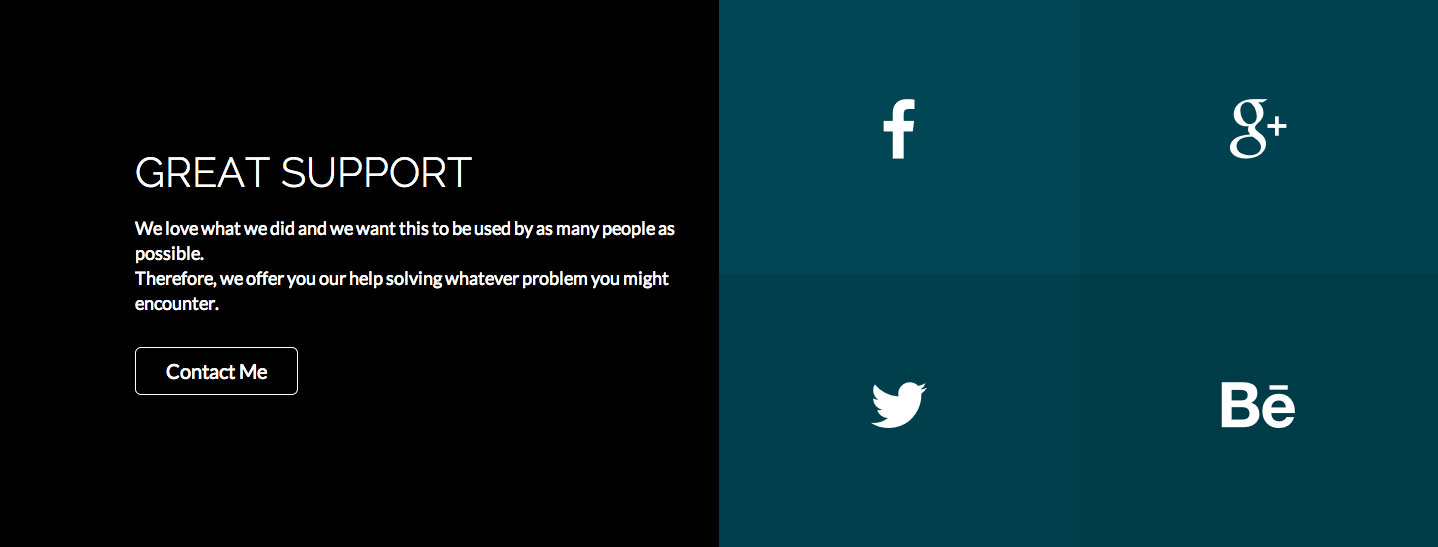 GREAT SUPPORT
We love what we did and we want this to be used by as many people as
possible.
Therefore, we offer you our help solving whatever problem you might
encounter.
Contact Me
f
g+
Bē